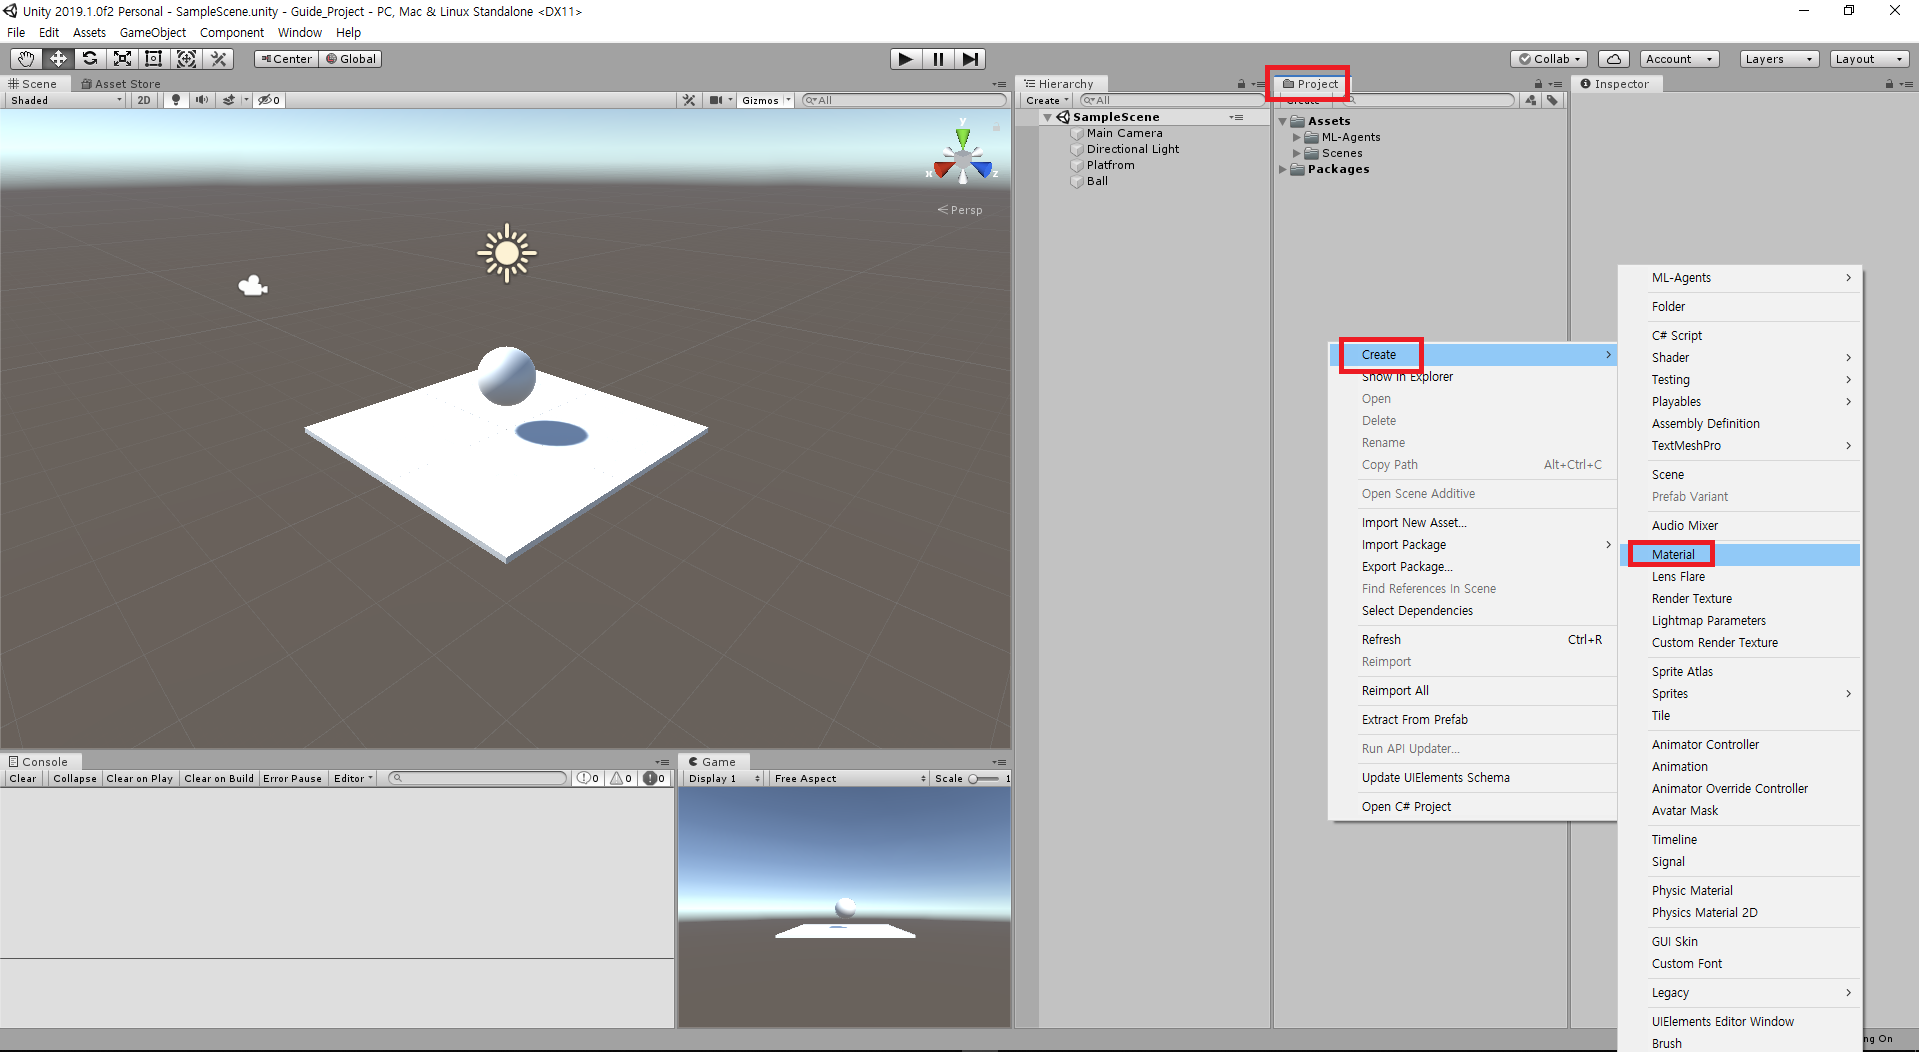 Unity 2019.1.0f2 Personal - SampleScene.unity - Guide_Project - PC, Mac & Linux Standalone <DX11>
File Edit Assets GameObject Component Window Help
Center Global
Collab Account Layers Layout
Scene Asset Store
Shaded 2D 0 Gizmos All
y
x z
Persp
Hierarchy
Create All
SampleScene
Main Camera
Directional Light
Platfrom
Ball
Project
Create
Assets
ML-Agents
Scenes
Packages
Inspector
Create
Show in Explorer
Open
Delete
Rename
Copy Path Alt+Ctrl+C
Open Scene Additive
Import New Asset...
Import Package
Export Package...
Find References In Scene
Select Dependencies
Refresh Ctrl+R
Reimport
Reimport All
Extract From Prefab
Run API Updater...
Update UIElements Schema
Open C# Project
ML-Agents
Folder
C# Script
Shader
Testing
Playables
Assembly Definition
TextMeshPro
Scene
Prefab Variant
Audio Mixer
Material
Lens Flare
Render Texture
Lightmap Parameters
Custom Render Texture
Sprite Atlas
Sprites
Tile
Animator Controller
Animation
Animator Override Controller
Avatar Mask
Timeline
Signal
Physic Material
Physics Material 2D
GUI Skin
Custom Font
Legacy
UIElements Editor Window
Brush
Console
Clear Collapse Clear on Play Clear on Build Error Pause Editor 0 0 0
Game
Display 1 Free Aspect Scale 1
ng On